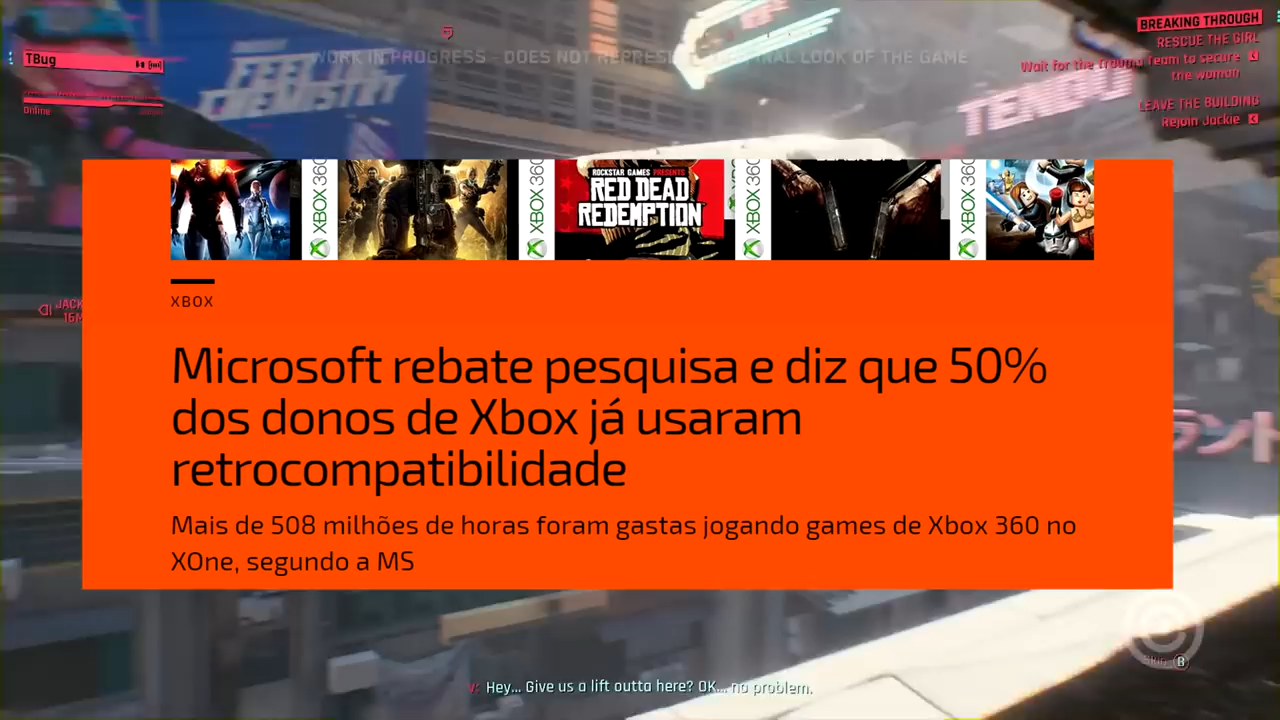 BREAKING THROUGH
RESCUE THE GIRL
Wait for the Trauma Team to secure
the woman
LEAVE THE BUILDING
Rejoin Jackie
TBug
Online
WORK IN PROGRESS - DOES NOT REPRESENT THE FINAL LOOK OF THE GAME
FEEL
CHEMISTRY
XBOX 360
XBOX 360
ROCKSTAR GAMES PRESENTS
RED DEAD
REDEMPTION
XBOX 360
XBOX 360
XBOX
JACK
Microsoft rebate pesquisa e diz que 50%
dos donos de Xbox já usaram
retrocompatibilidade
Mais de 508 milhões de horas foram gastas jogando games de Xbox 360 no
XOne, segundo a MS
V: Hey... Give us a lift outta here? OK... no problem.